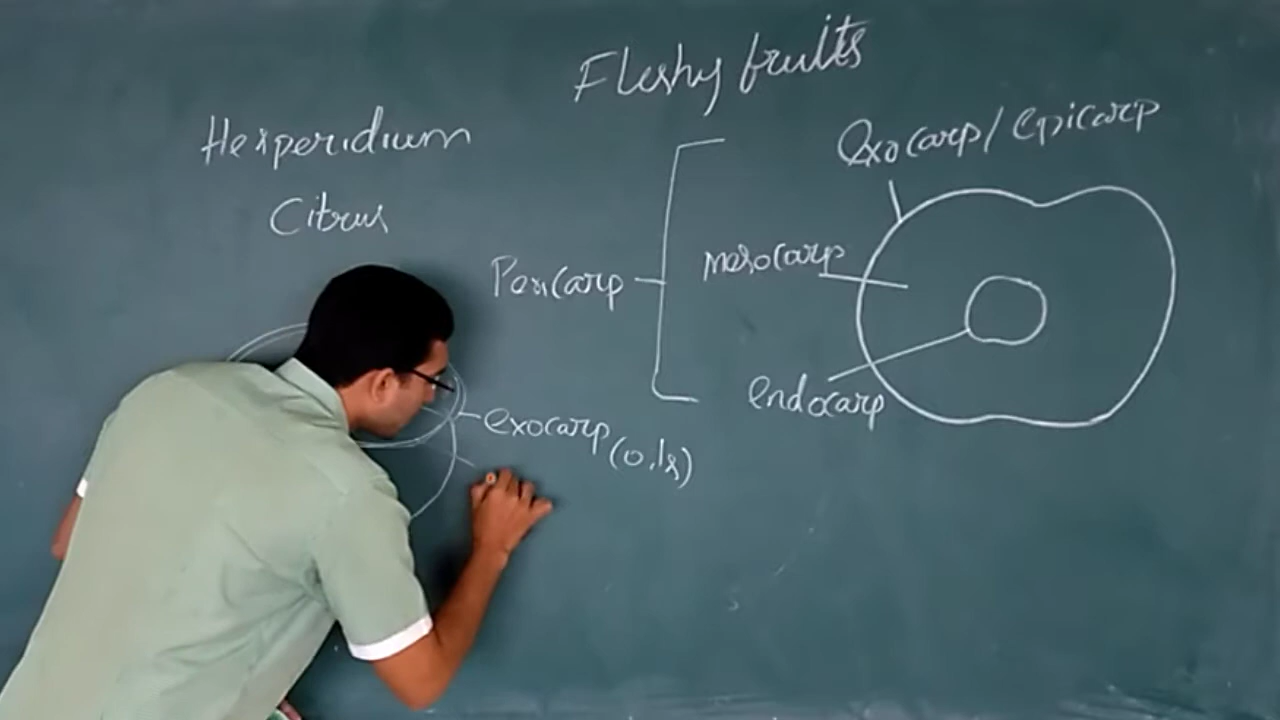 Fleshy fruits
Hesperidium
Citrus
Exocarp/Epicarp
Mesocarp
Pericarp
endocarp
exocarp